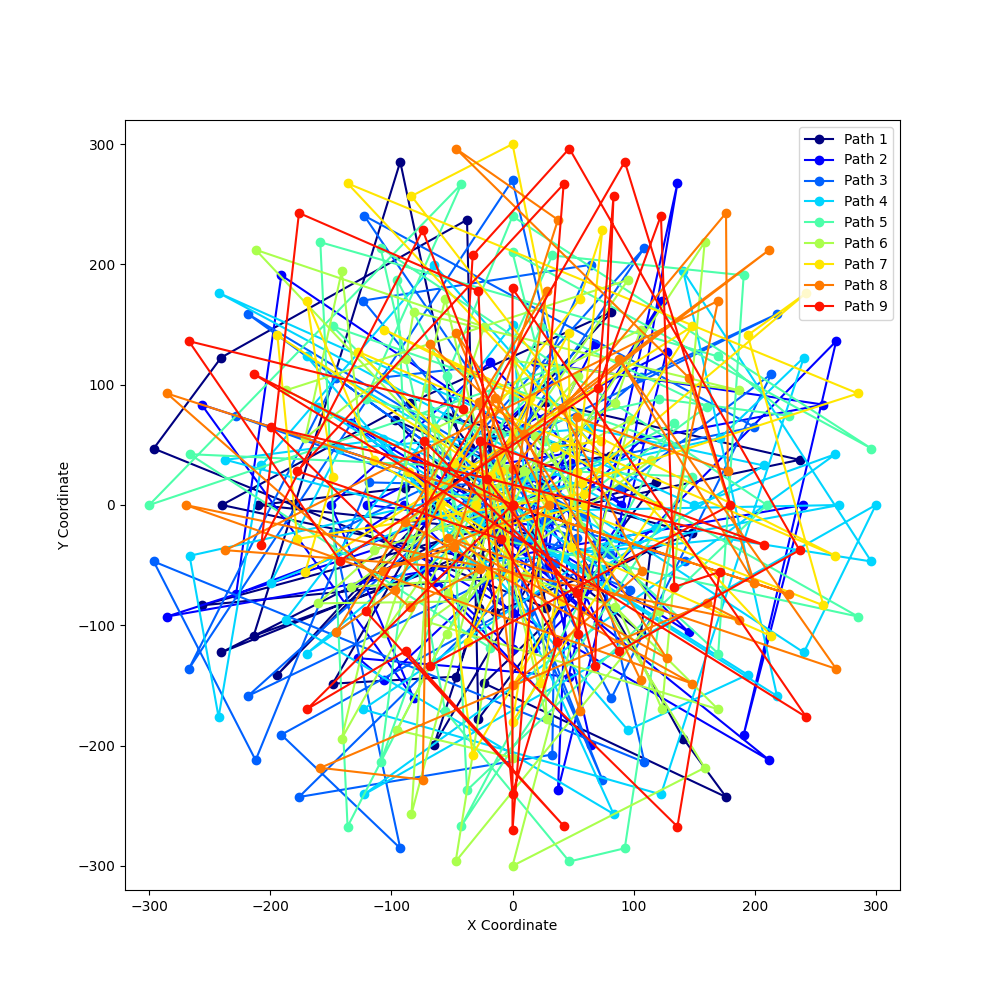 Path 1
Path 2
Path 3
Path 4
Path 5
Path 6
Path 7
Path 8
Path 9
300
200
100
0
−100
−200
−300
Y Coordinate
−300 −200 −100 0 100 200 300
X Coordinate